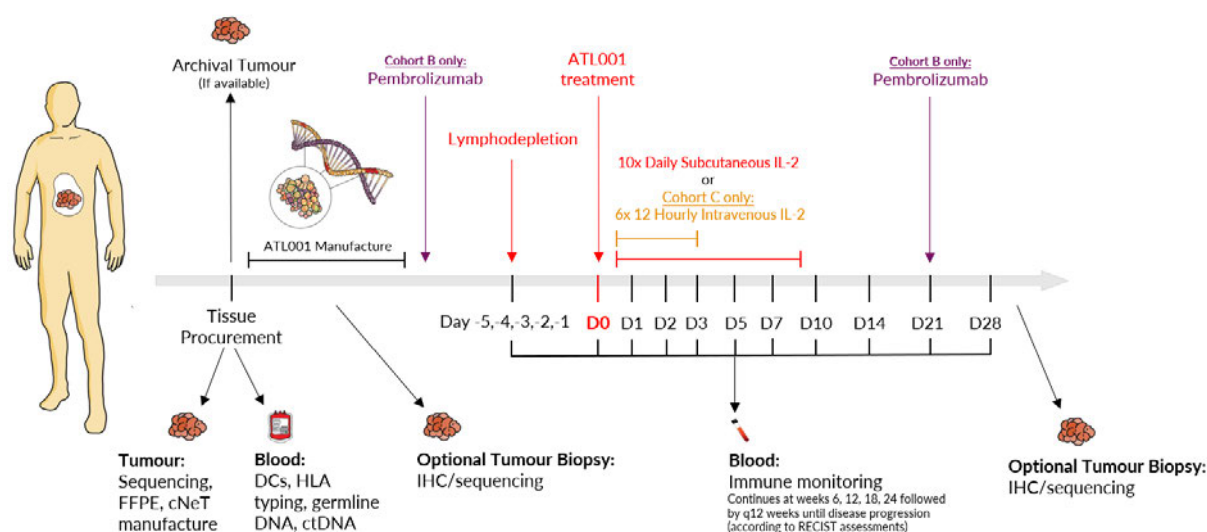 Archival Tumour
(If available)
Cohort B only:
Pembrolizumab
ATL001
treatment
Cohort B only:
Pembrolizumab
Lymphodepletion
10x Daily Subcutaneous IL-2
or
Cohort C only:
6x 12 Hourly Intravenous IL-2
ATL001 Manufacture
Tissue
Procurement
Day -5,-4,-3,-2,-1
D0
D1
D2
D3
D5
D7
D10
D14
D21
D28
Tumour:
Sequencing,
FFPE, cNeT
manufacture
Blood:
DCs, HLA
typing, germline
DNA, ctDNA
Optional Tumour Biopsy:
IHC/sequencing
Blood:
Immune monitoring
Continues at weeks 6, 12, 18, 24 followed
by q12 weeks until disease progression
(according to RECIST assessments)
Optional Tumour Biopsy:
IHC/sequencing